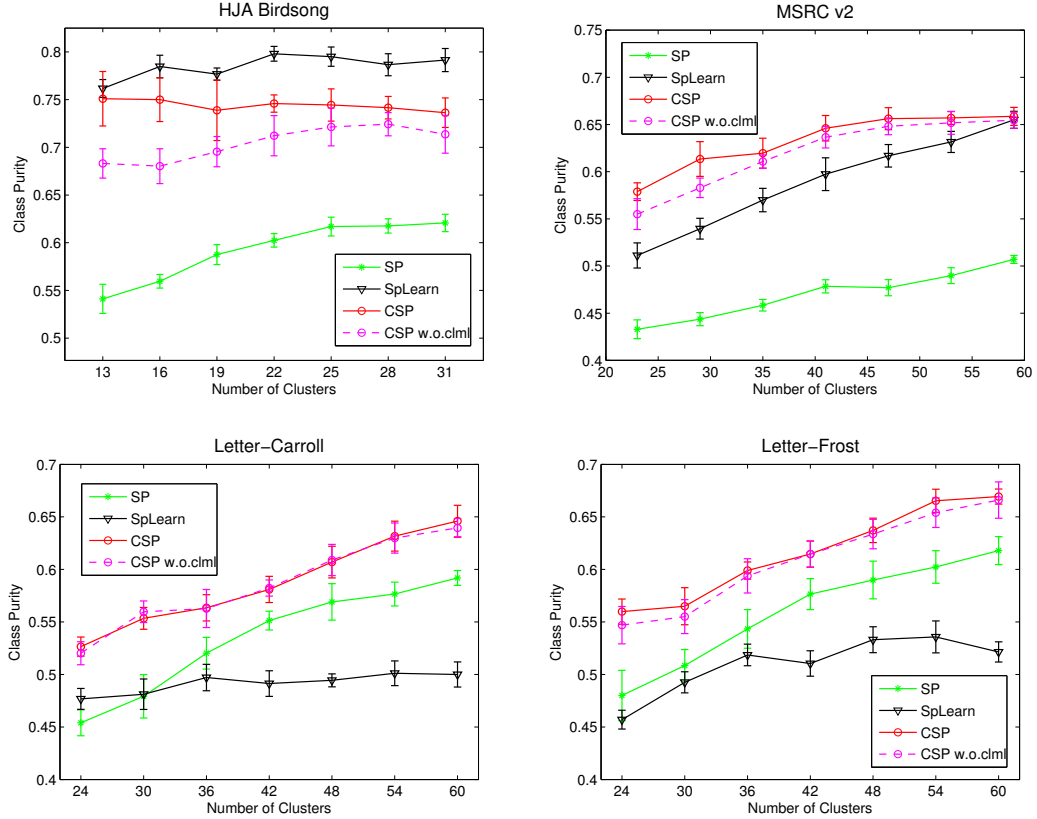 HJA Birdsong
0.8
0.75
0.7
0.65
0.6
0.55
0.5
Class Purity
SP
SpLearn
CSP
CSP w.o.clml
13 16 19 22 25 28 31
Number of Clusters
MSRC v2
0.75
0.7
0.65
0.6
0.55
0.5
0.45
0.4
Class Purity
SP
SpLearn
CSP
CSP w.o.clml
20 25 30 35 40 45 50 55 60
Number of Clusters
Letter−Carroll
0.7
0.65
0.6
0.55
0.5
0.45
0.4
Class Purity
SP
SpLearn
CSP
CSP w.o.clml
24 30 36 42 48 54 60
Number of Clusters
Letter−Frost
0.7
0.65
0.6
0.55
0.5
0.45
0.4
Class Purity
SP
SpLearn
CSP
CSP w.o.clml
24 30 36 42 48 54 60
Number of Clusters